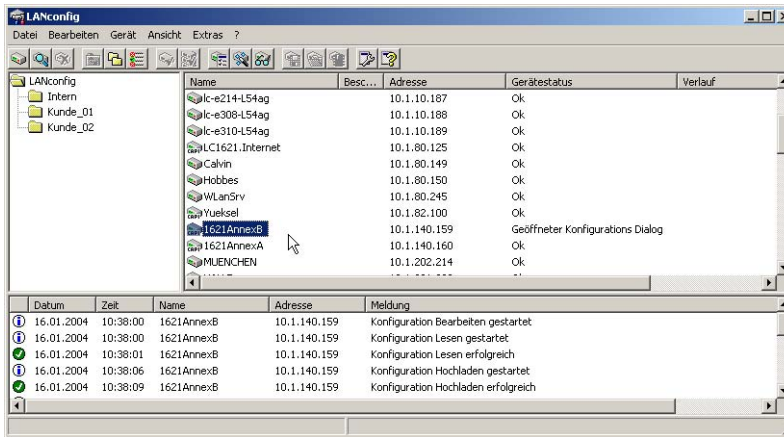 LANconfig
Datei Bearbeiten Gerät Ansicht Extras ?
LANconfig
Intern
Kunde_01
Kunde_02
Name Besc... Adresse Gerätestatus Verlauf
lc-e214-L54ag 10.1.10.187 Ok
lc-e308-L54ag 10.1.10.188 Ok
lc-e310-L54ag 10.1.10.189 Ok
LC1621.Internet 10.1.80.125 Ok
Calvin 10.1.80.149 Ok
Hobbes 10.1.80.150 Ok
WLanSrv 10.1.80.245 Ok
Yueksel 10.1.82.100 Ok
1621AnnexB 10.1.140.159 Geöffneter Konfigurations Dialog
1621AnnexA 10.1.140.160 Ok
MUENCHEN 10.1.202.214 Ok
Datum Zeit Name Adresse Meldung
16.01.2004 10:38:00 1621AnnexB 10.1.140.159 Konfiguration Bearbeiten gestartet
16.01.2004 10:38:00 1621AnnexB 10.1.140.159 Konfiguration Lesen gestartet
16.01.2004 10:38:01 1621AnnexB 10.1.140.159 Konfiguration Lesen erfolgreich
16.01.2004 10:38:06 1621AnnexB 10.1.140.159 Konfiguration Hochladen gestartet
16.01.2004 10:38:09 1621AnnexB 10.1.140.159 Konfiguration Hochladen erfolgreich